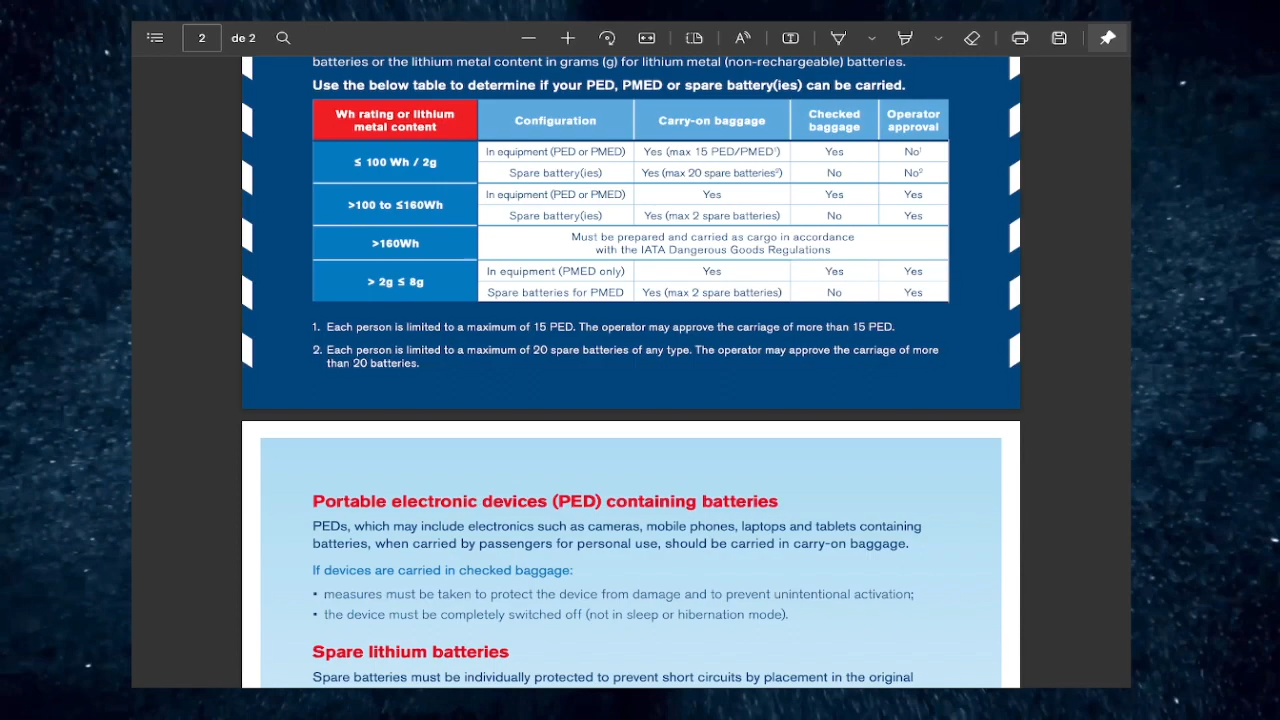 2 de 2
batteries or the lithium metal content in grams (g) for lithium metal (non-rechargeable) batteries.
Use the below table to determine if your PED, PMED or spare battery(ies) can be carried.
Wh rating or lithium metal content Configuration Carry-on baggage Checked baggage Operator approval
≤ 100 Wh / 2g
In equipment (PED or PMED) Yes (max 15 PED/PMED¹) Yes No¹
Spare battery(ies) Yes (max 20 spare batteries²) No No²
>100 to ≤160Wh
In equipment (PED or PMED) Yes Yes Yes
Spare battery(ies) Yes (max 2 spare batteries) No Yes
>160Wh
Must be prepared and carried as cargo in accordance
with the IATA Dangerous Goods Regulations
> 2g ≤ 8g
In equipment (PMED only) Yes Yes Yes
Spare batteries for PMED Yes (max 2 spare batteries) No Yes
1. Each person is limited to a maximum of 15 PED. The operator may approve the carriage of more than 15 PED.
2. Each person is limited to a maximum of 20 spare batteries of any type. The operator may approve the carriage of more
than 20 batteries.
Portable electronic devices (PED) containing batteries
PEDs, which may include electronics such as cameras, mobile phones, laptops and tablets containing
batteries, when carried by passengers for personal use, should be carried in carry-on baggage.
If devices are carried in checked baggage:
• measures must be taken to protect the device from damage and to prevent unintentional activation;
• the device must be completely switched off (not in sleep or hibernation mode).
Spare lithium batteries
Spare batteries must be individually protected to prevent short circuits by placement in the original